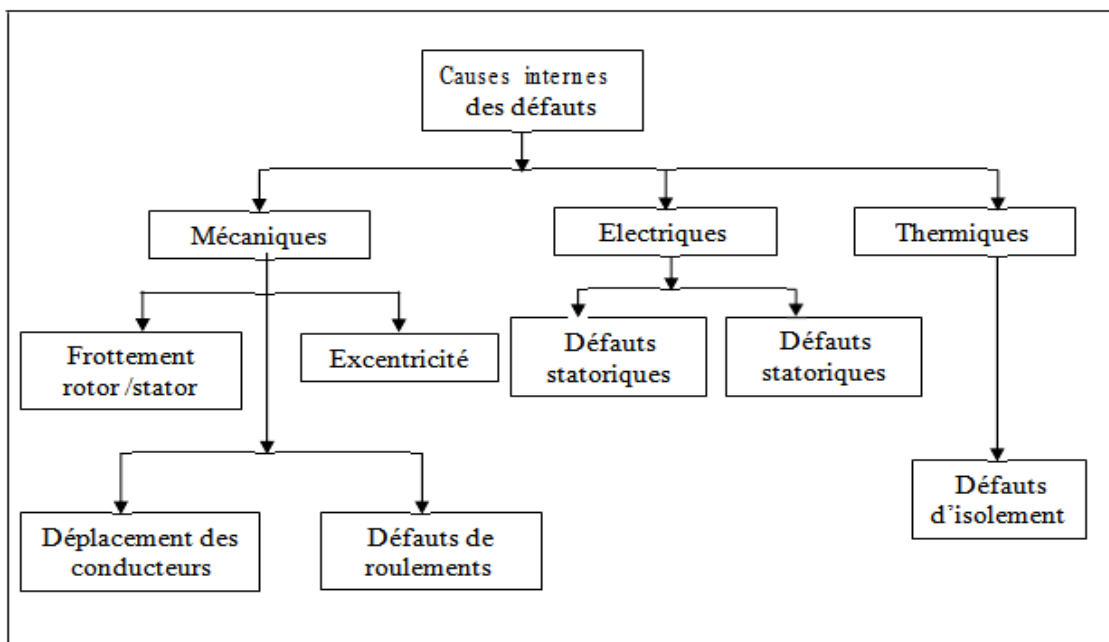 Causes internes
des défauts
Mécaniques
Electriques
Thermiques
Frottement
rotor /stator
Excentricité
Défauts
statoriques
Défauts
statoriques
Déplacement des
conducteurs
Défauts de
roulements
Défauts
d'isolement